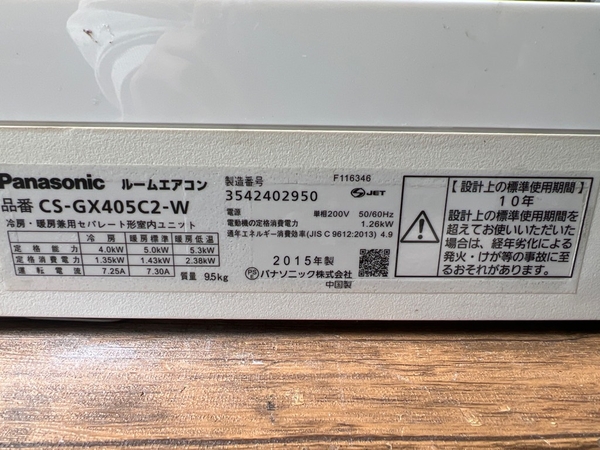 Panasonic ルームエアコン
品番 CS-GX405C2-W
冷房・暖房兼用セパレート形室内ユニット
冷房 暖房標準 暖房低温
定格能力 4.0kW 5.0kW 5.3kW
定格消費電力 1.35kW 1.43kW 2.38kW
運転電流 7.25A 7.30A
質量 9.5kg
製造番号 F116346
3542402950 JET
電源 単相200V 50/60Hz
電動機の定格消費電力 1.26kW
通年エネルギー消費効率(JIS C 9612:2013) 4.9
2015年製
PS E パナソニック株式会社
中国製
【設計上の標準使用期間】
10年
設計上の標準使用期間を
超えてお使いいただいた
場合は、経年劣化による
発火・けが等の事故に至
るおそれがあります。